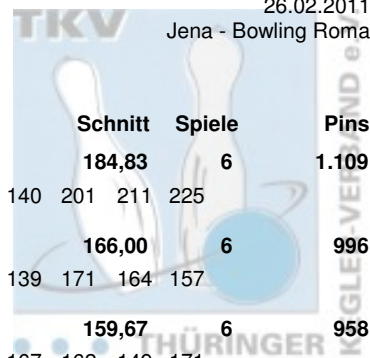 26.02.2011
TKV
Jena - Bowling Roma
Schnitt Spiele Pins
184,83 6 1.109
140 201 211 225
166,00 6 996
139 171 164 157
159,67 6 958
THÜRINGER
KEGLER-VERBAND e.V.